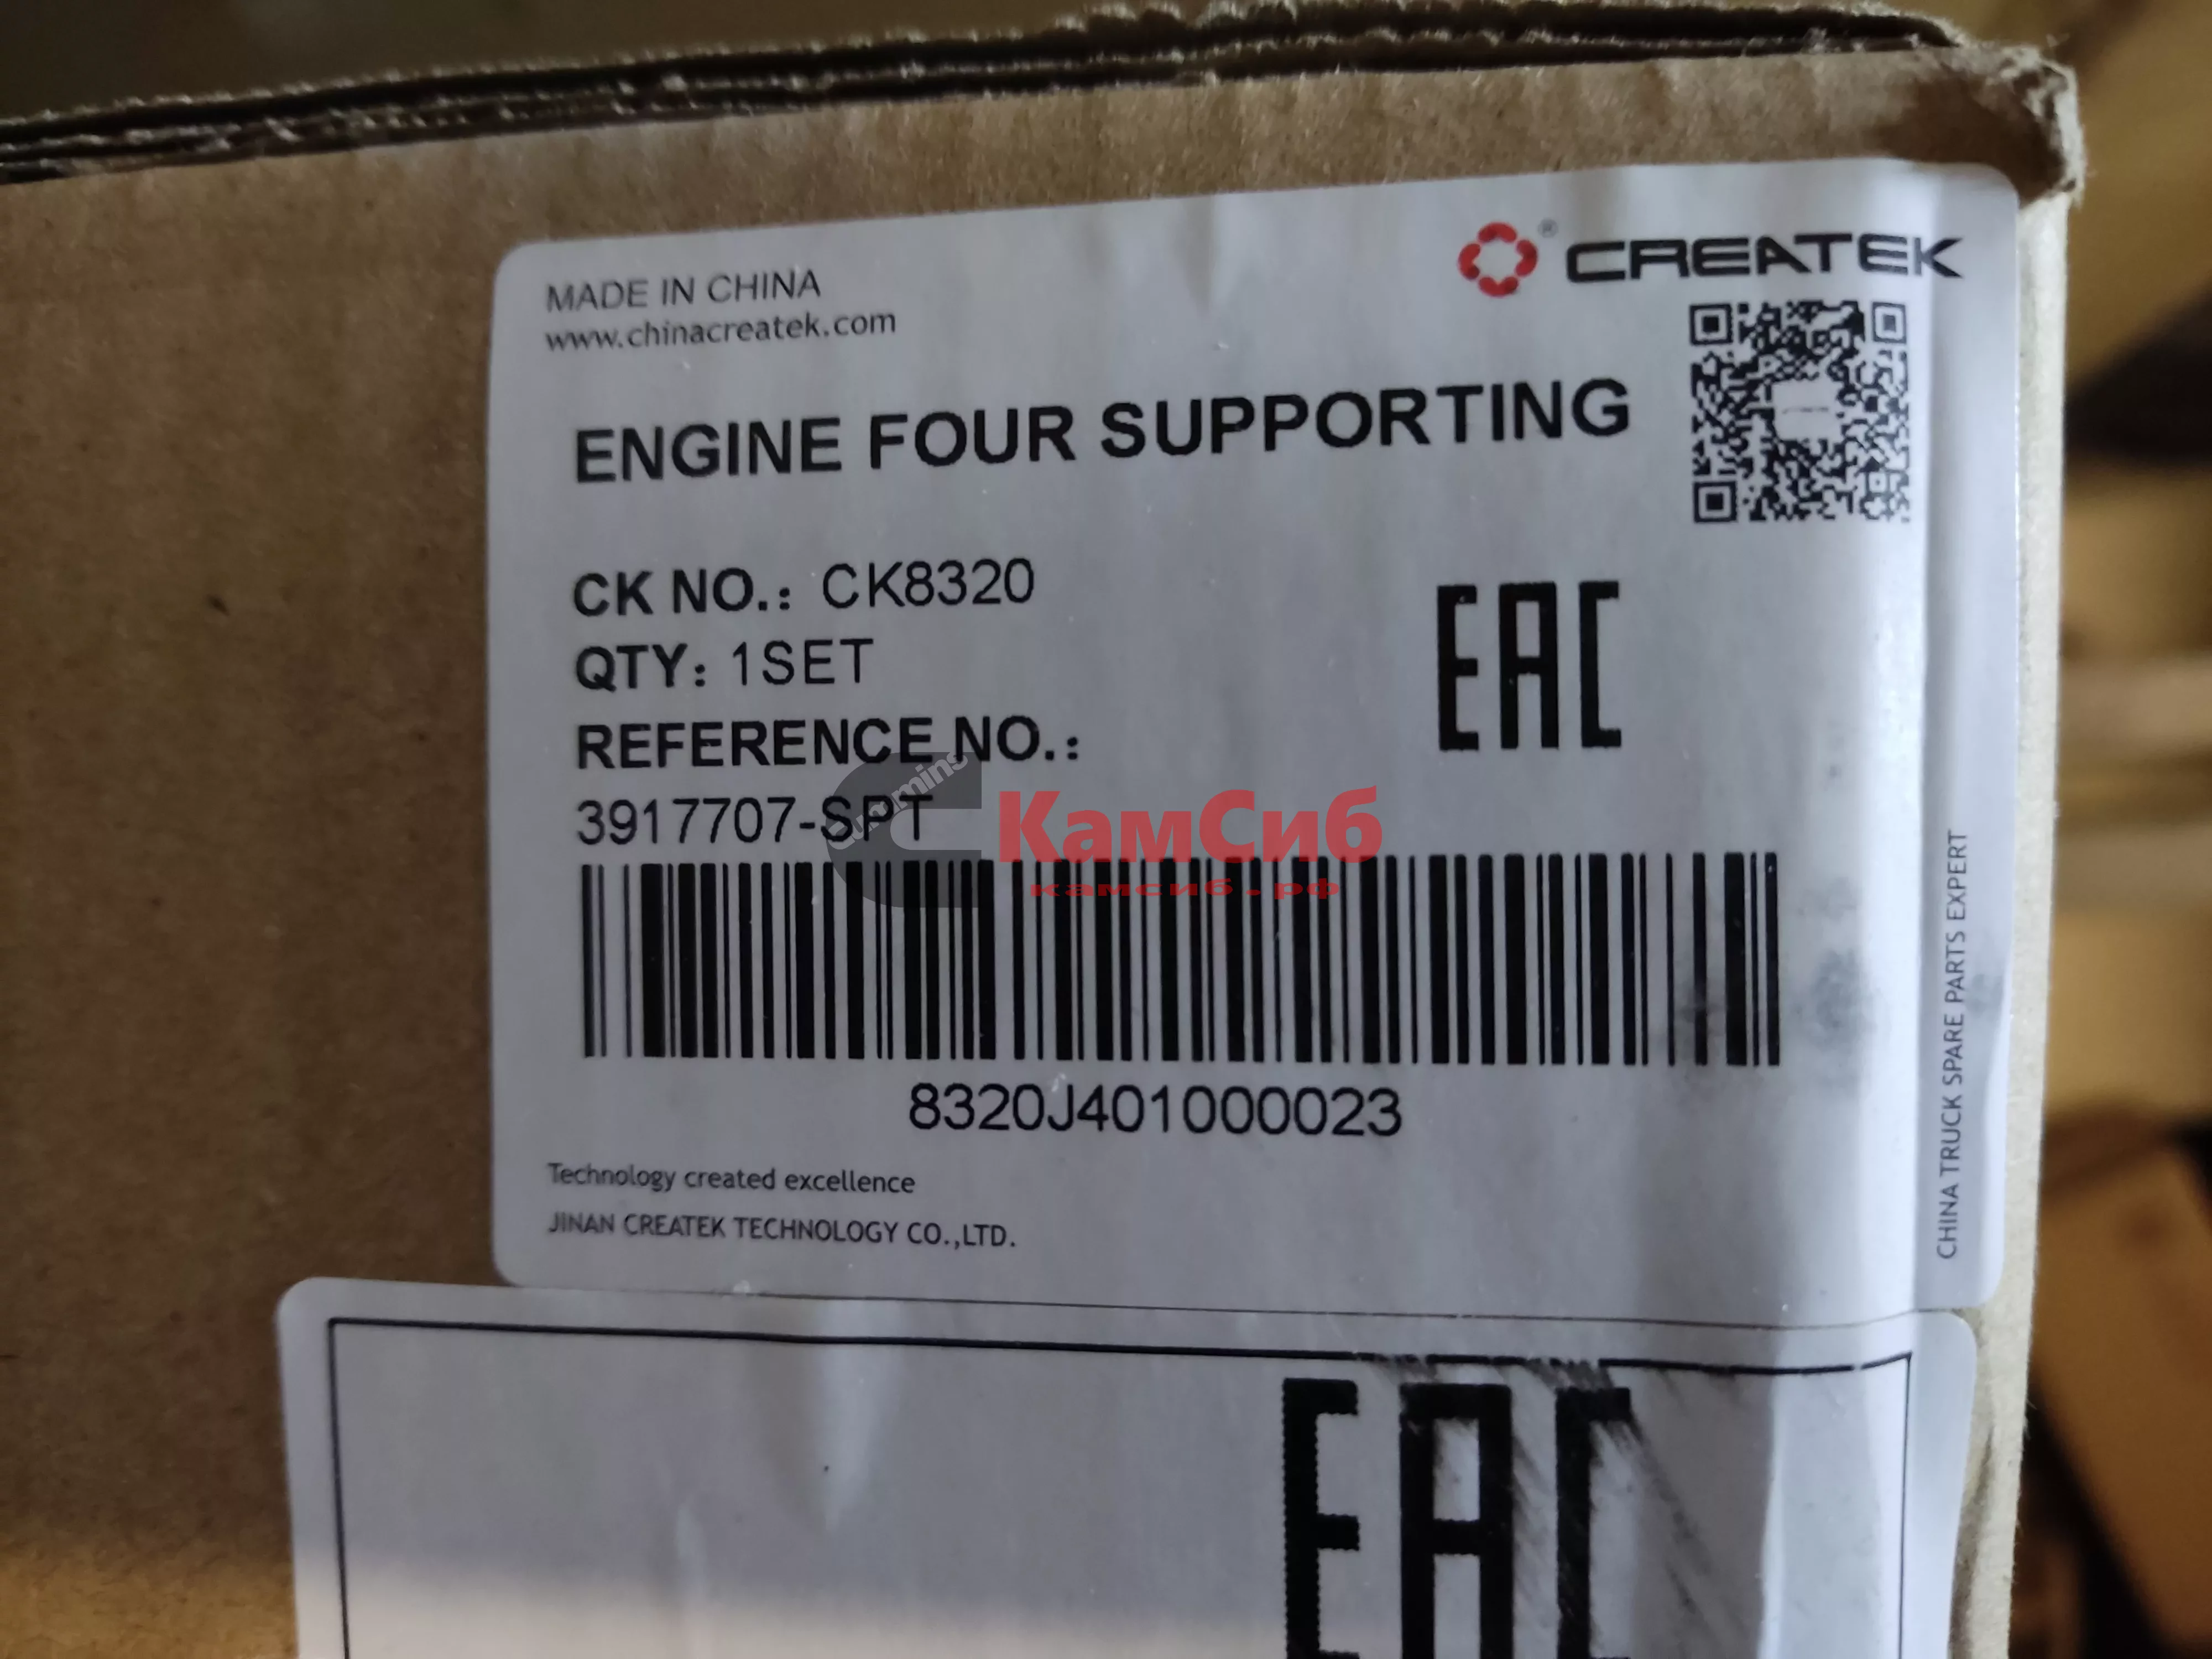 MADE IN CHINA
www.chinacreatek.com
® CREATEK
ENGINE FOUR SUPPORTING
CK NO.: CK8320
QTY: 1SET
REFERENCE NO.:
3917707-SPT
EAC
cummins
КамСиб
камсиб.рф
8320J401000023
Technology created excellence
JINAN CREATEK TECHNOLOGY CO.,LTD.
CHINA TRUCK SPARE PARTS EXPERT
EAC